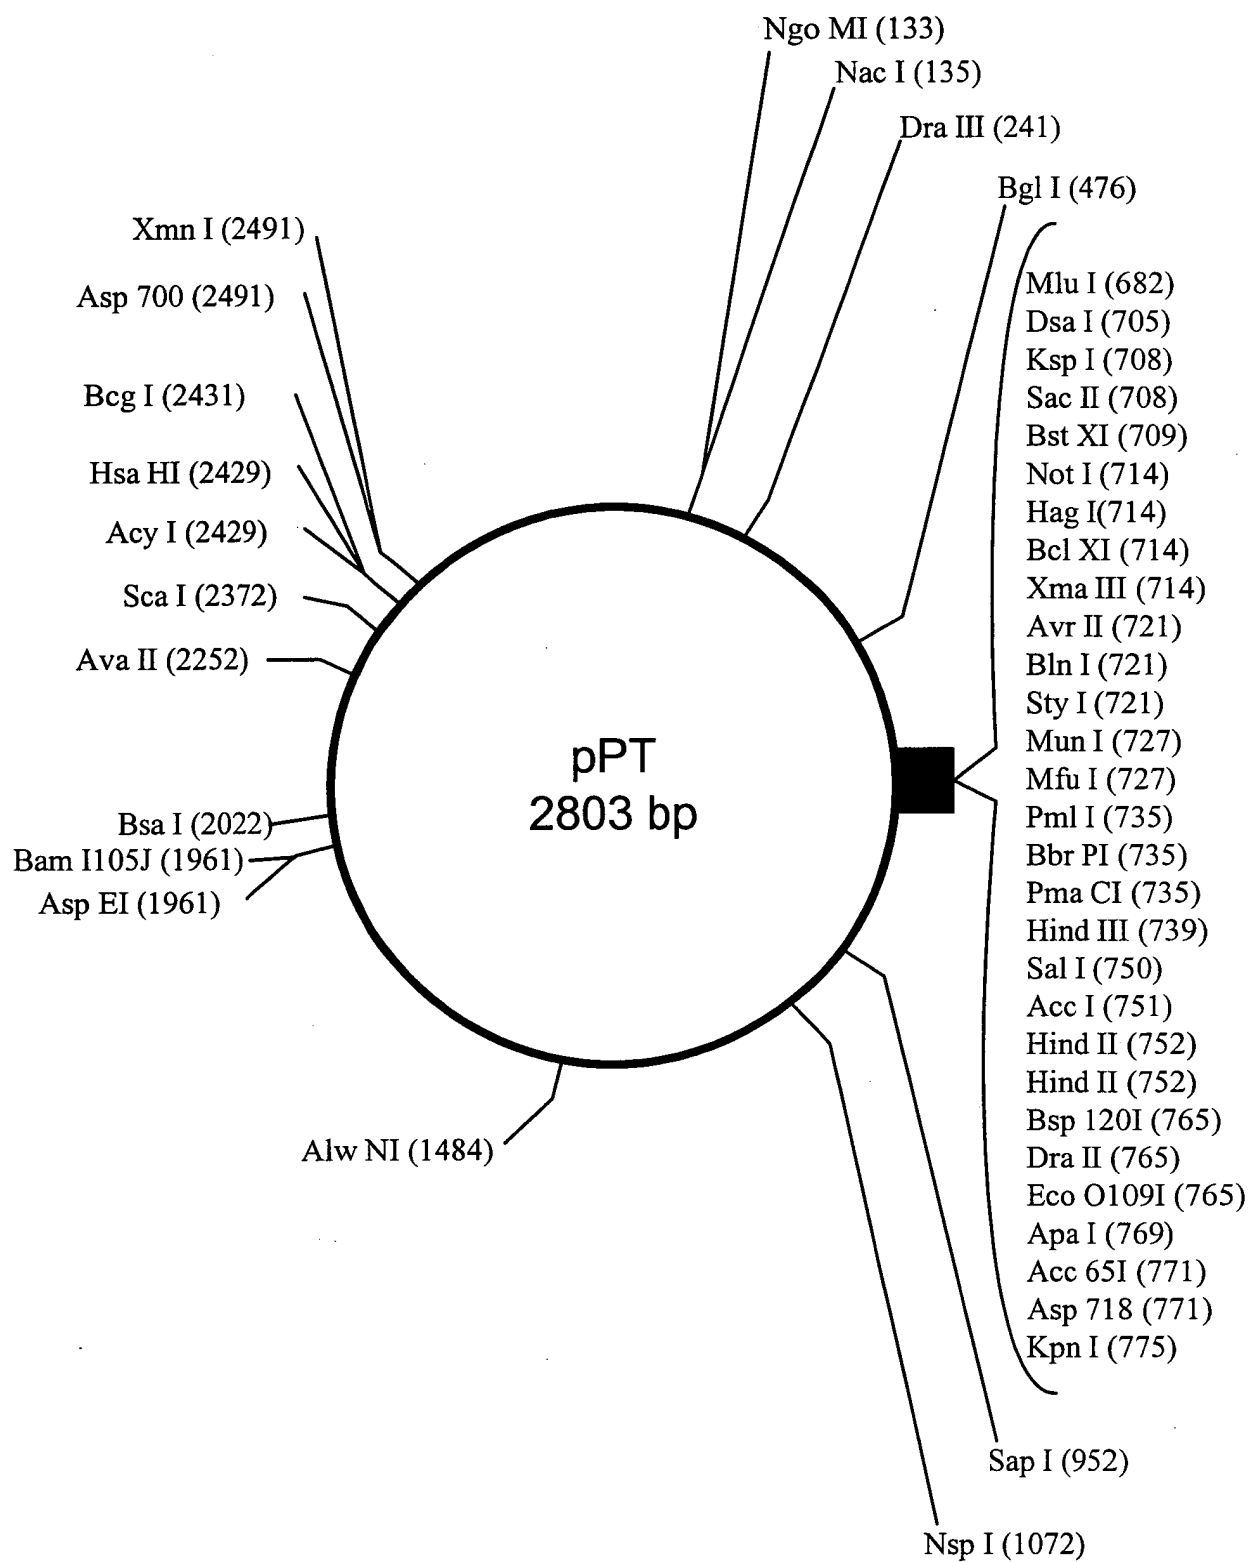 Ngo MI (133)
Nac I (135)
Dra III (241)
Bgl I (476)
Xmn I (2491)
Asp 700 (2491)
Bcg I (2431)
Hsa HI (2429)
Acy I (2429)
Sca I (2372)
Ava II (2252)
Mlu I (682)
Dsa I (705)
Ksp I (708)
Sac II (708)
Bst XI (709)
Not I (714)
Hag I(714)
Bcl XI (714)
Xma III (714)
Avr II (721)
Bln I (721)
Sty I (721)
Mun I (727)
Mfu I (727)
Pml I (735)
Bbr PI (735)
Pma CI (735)
Hind III (739)
Sal I (750)
Acc I (751)
Hind II (752)
Hind II (752)
Bsp 120I (765)
Dra II (765)
Eco O109I (765)
Apa I (769)
Acc 65I (771)
Asp 718 (771)
Kpn I (775)
pPT
2803 bp
Bsa I (2022)
Bam I105J (1961)
Asp EI (1961)
Alw NI (1484)
Sap I (952)
Nsp I (1072)